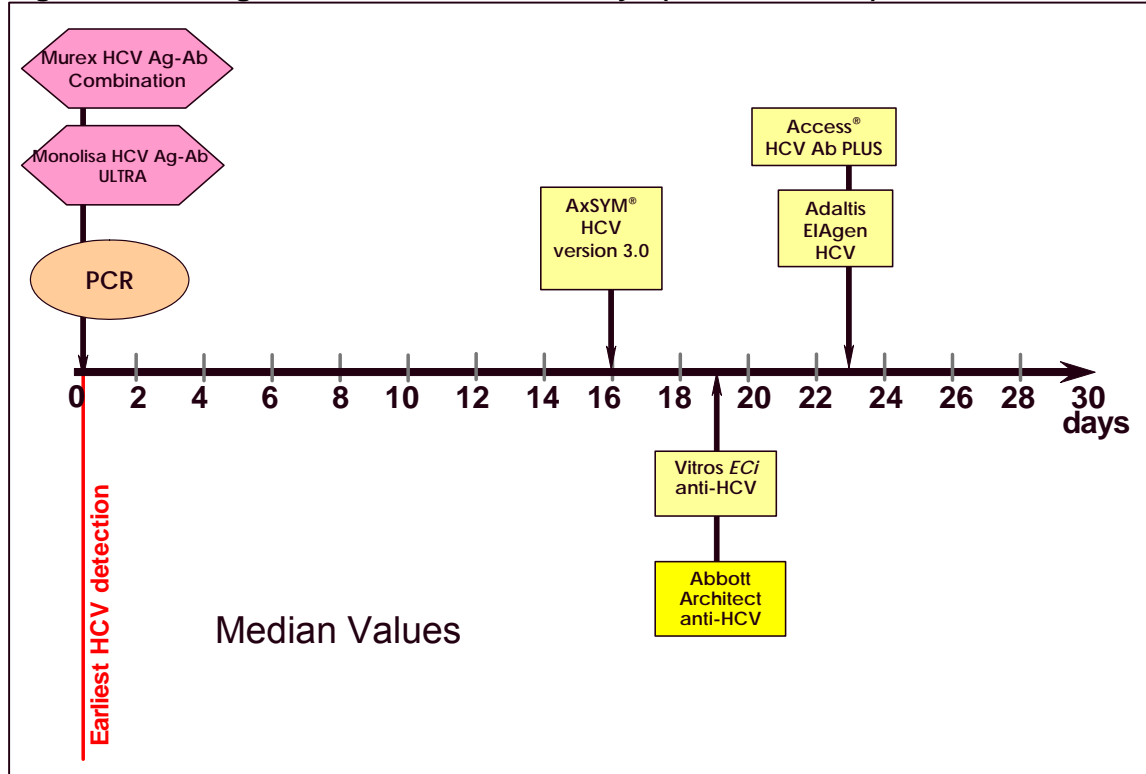 Murex HCV Ag-Ab
Combination
Monolisa HCV Ag-Ab
ULTRA
PCR
AxSYM®
HCV
version 3.0
Access®
HCV Ab PLUS
Adaltis
EIAgen
HCV
0 2 4 6 8 10 12 14 16 18 20 22 24 26 28 30
days
Vitros ECi
anti-HCV
Abbott
Architect
anti-HCV
Earliest HCV detection
Median Values